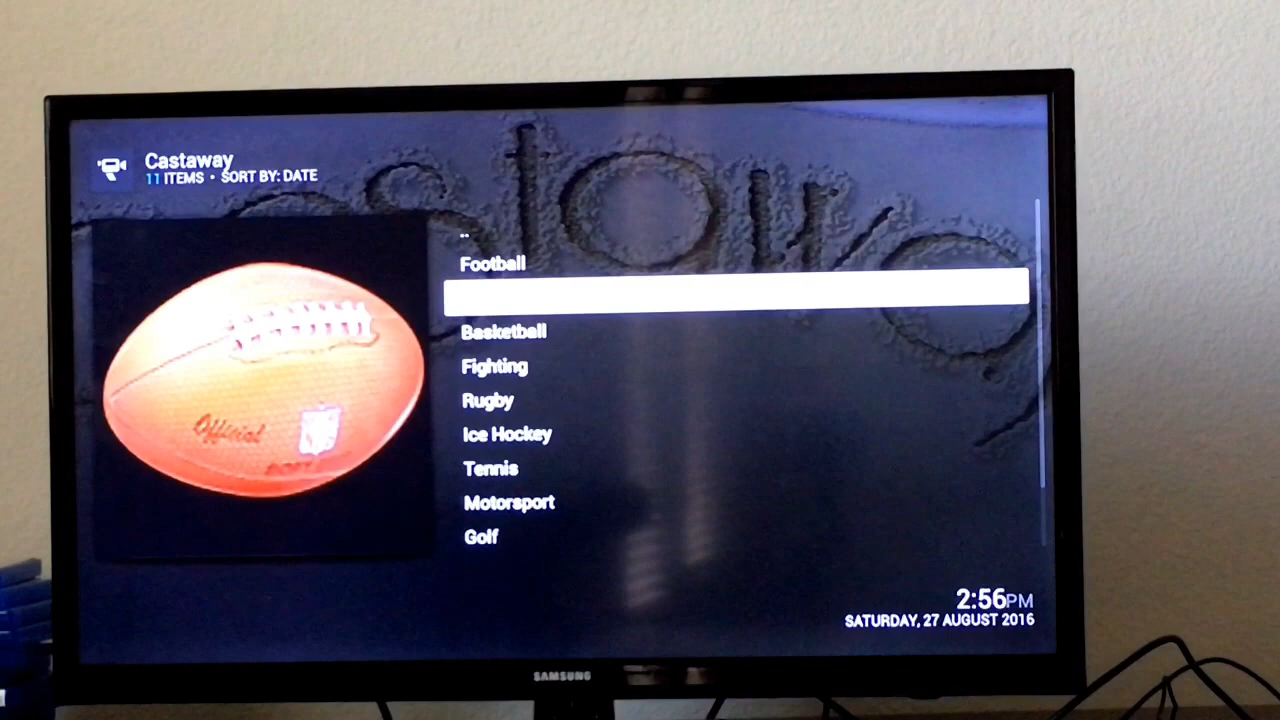 Castaway
11 ITEMS • SORT BY: DATE
..
Football
Basketball
Fighting
Rugby
Ice Hockey
Tennis
Motorsport
Golf
Official
2:56PM
SATURDAY, 27 AUGUST 2016
SAMSUNG